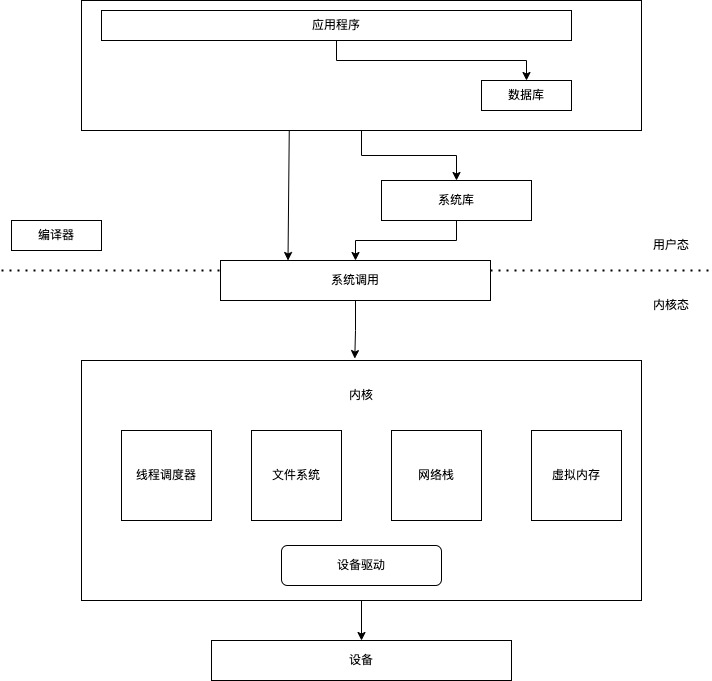 应用程序
数据库
系统库
编译器
用户态
系统调用
内核态
内核
线程调度器
文件系统
网络栈
虚拟内存
设备驱动
设备